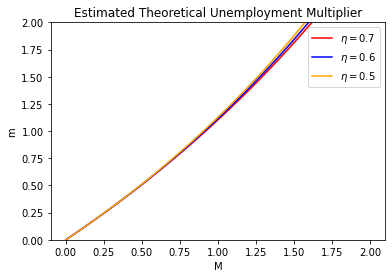 Estimated Theoretical Unemployment Multiplier
2.00
1.75
1.50
1.25
1.00
0.75
0.50
0.25
0.00
m
η = 0.7
η = 0.6
η = 0.5
0.00 0.25 0.50 0.75 1.00 1.25 1.50 1.75 2.00
M